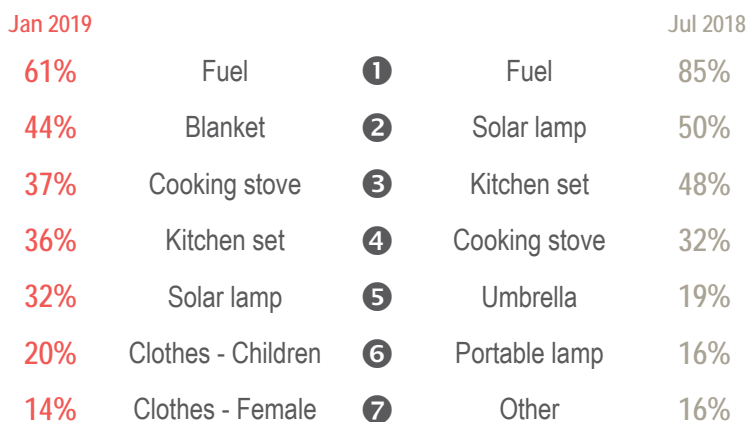 Jan 2019 Jul 2018
61% Fuel ❶ Fuel 85%
44% Blanket ❷ Solar lamp 50%
37% Cooking stove ❸ Kitchen set 48%
36% Kitchen set ❹ Cooking stove 32%
32% Solar lamp ❺ Umbrella 19%
20% Clothes - Children ❻ Portable lamp 16%
14% Clothes - Female ❼ Other 16%